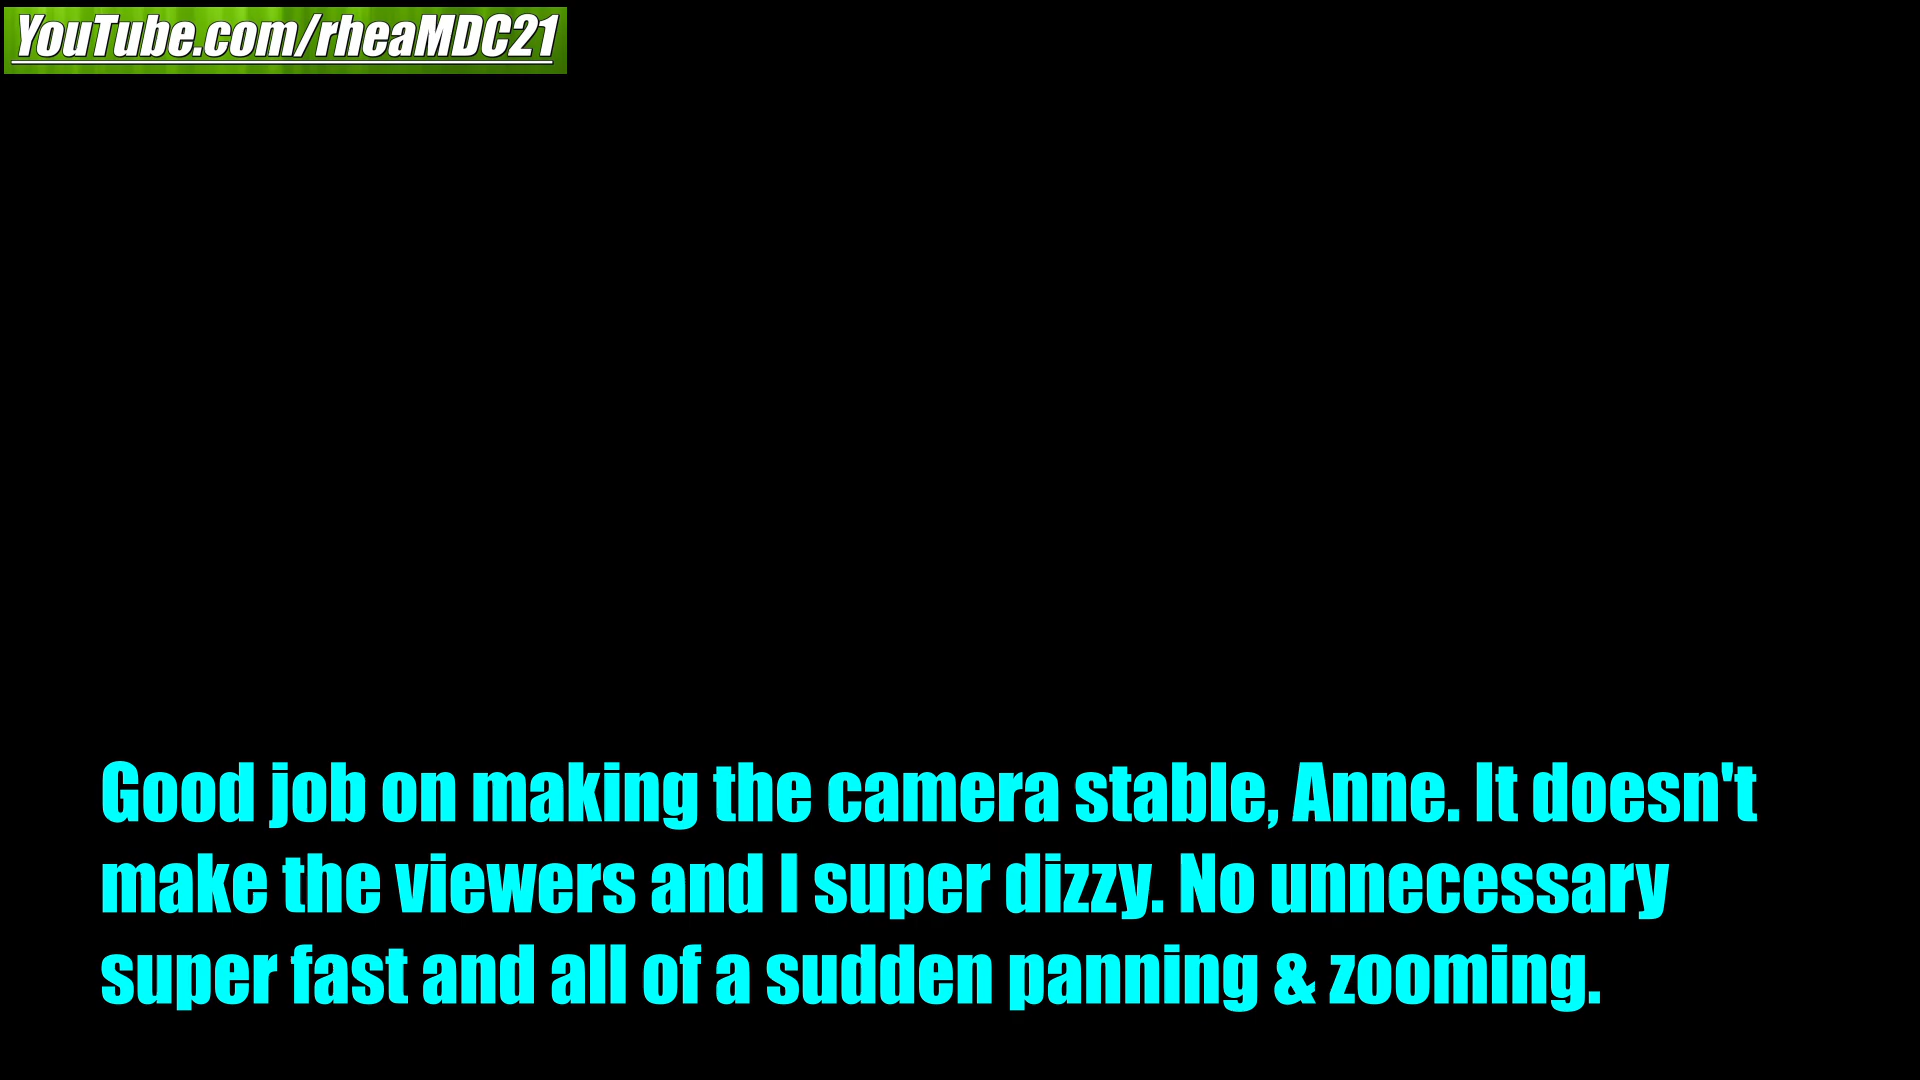 YouTube.com/rheaMDC21
Good job on making the camera stable, Anne. It doesn't
make the viewers and I super dizzy. No unnecessary
super fast and all of a sudden panning & zooming.